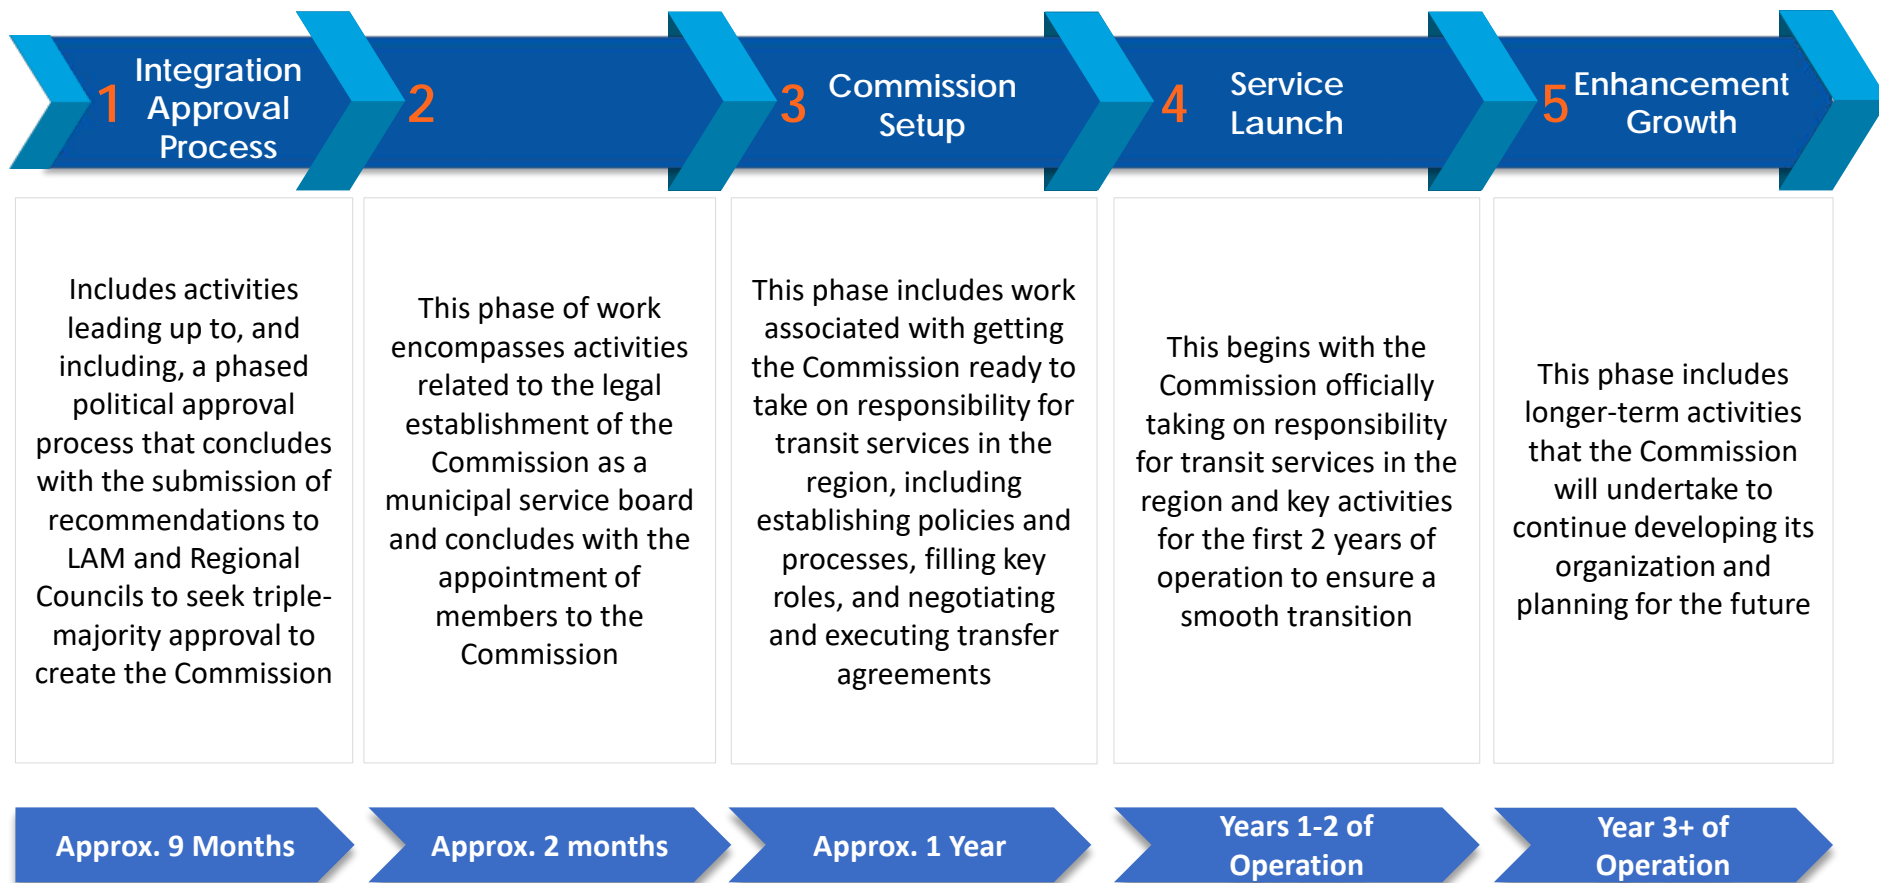 1
Integration
Approval
Process
2
3
Commission
Setup
4
Service
Launch
5
Enhancement
Growth
Includes activities
leading up to, and
including, a phased
political approval
process that concludes
with the submission of
recommendations to
LAM and Regional
Councils to seek triple-
majority approval to
create the Commission
This phase of work
encompasses activities
related to the legal
establishment of the
Commission as a
municipal service board
and concludes with the
appointment of
members to the
Commission
This phase includes work
associated with getting
the Commission ready to
take on responsibility for
transit services in the
region, including
establishing policies and
processes, filling key
roles, and negotiating
and executing transfer
agreements
This begins with the
Commission officially
taking on responsibility
for transit services in the
region and key activities
for the first 2 years of
operation to ensure a
smooth transition
This phase includes
longer-term activities
that the Commission
will undertake to
continue developing its
organization and
planning for the future
Approx. 9 Months
Approx. 2 months
Approx. 1 Year
Years 1-2 of
Operation
Year 3+ of
Operation